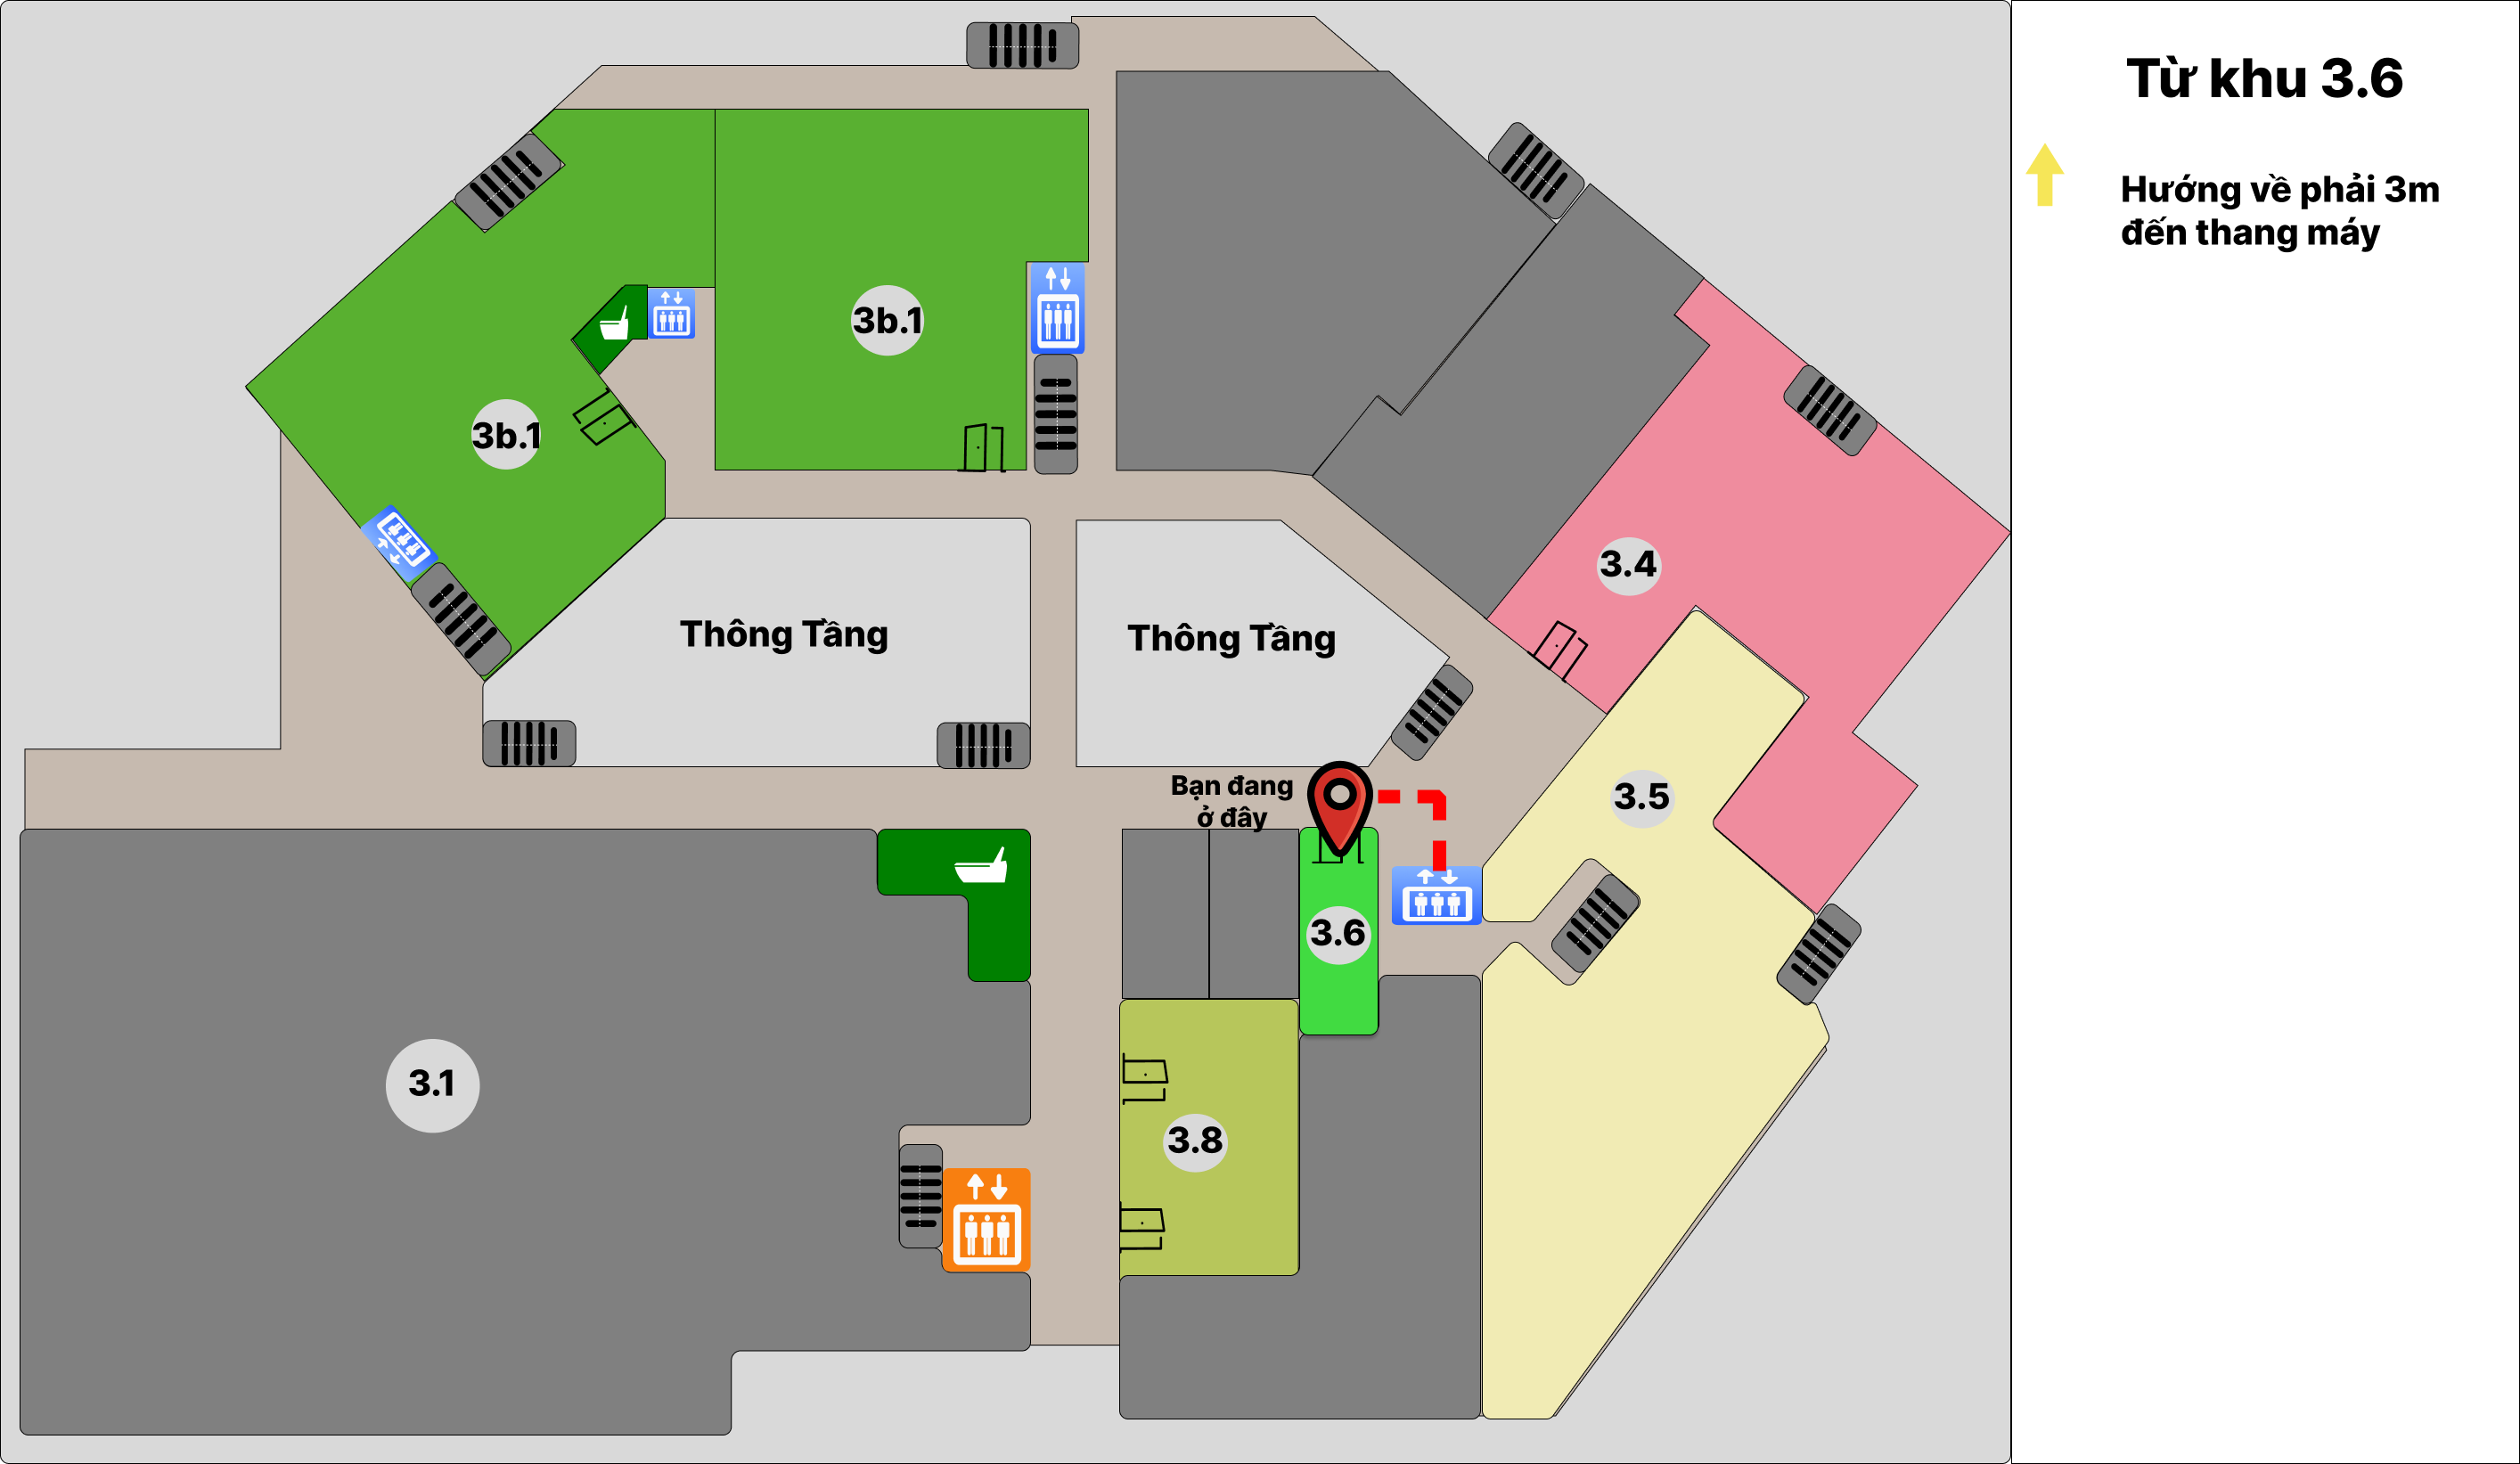 Từ khu 3.6
Hướng về phải 3m
đến thang máy
3b.1
3b.1
3.4
Thông Tầng
Thông Tầng
3.5
Bạn đang
ở đây
3.6
3.1
3.8